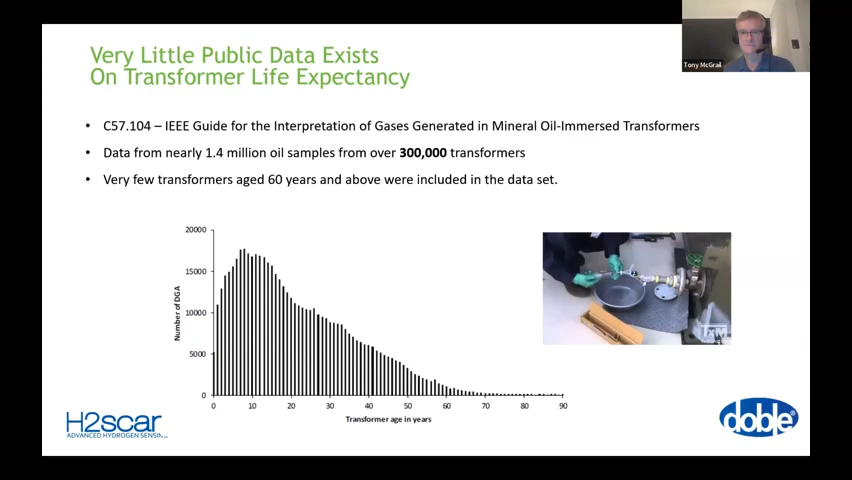 Very Little Public Data Exists
On Transformer Life Expectancy
Tony McGrail
• C57.104 – IEEE Guide for the Interpretation of Gases Generated in Mineral Oil-Immersed Transformers
• Data from nearly 1.4 million oil samples from over 300,000 transformers
• Very few transformers aged 60 years and above were included in the data set.
20000
15000
10000
5000
0
Number of DGA
0 10 20 30 40 50 60 70 80 90
Transformer age in years
TxM
H2scan
ADVANCED HYDROGEN SENSIN
doble®